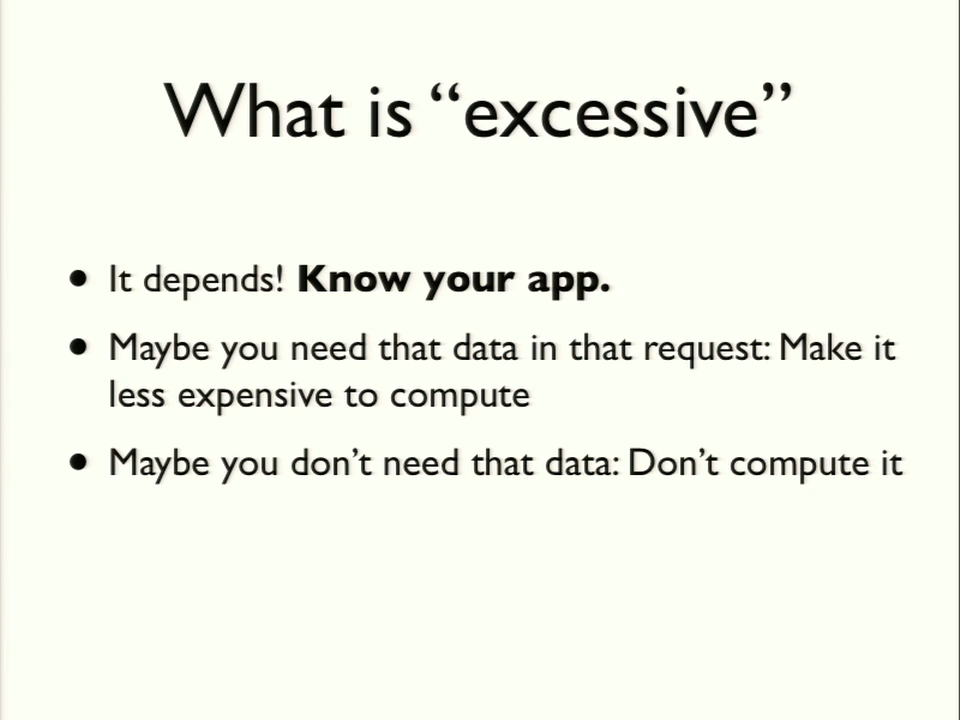 What is “excessive”
• It depends! Know your app.
• Maybe you need that data in that request: Make it
less expensive to compute
• Maybe you don’t need that data: Don’t compute it